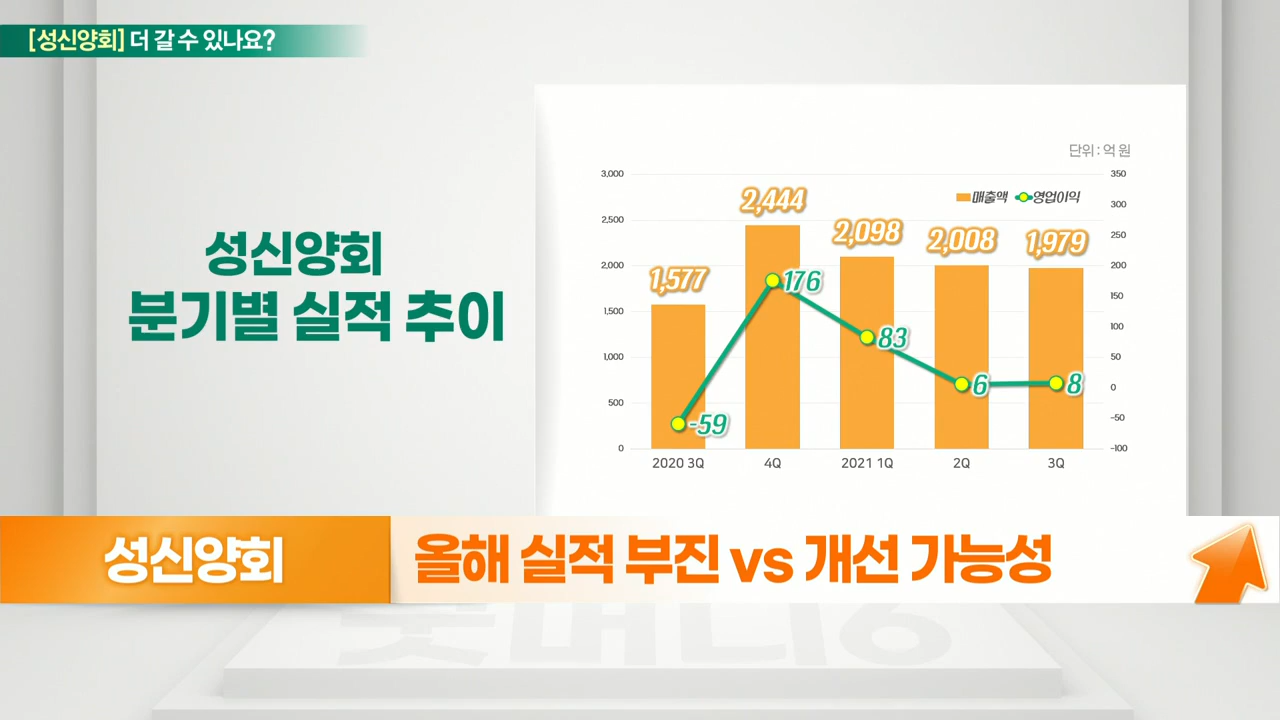 [성신양회] 더 갈 수 있나요?
성신양회
분기별 실적 추이
단위 : 억 원
매출액 영업이익
3,000 350
300
2,500 250
2,000 200
150
1,500 100
1,000 50
0
500 -50
0 -100
1,577 2,444 2,098 2,008 1,979
-59 176 83 6 8
2020 3Q 4Q 2021 1Q 2Q 3Q
성신양회
올해 실적 부진 vs 개선 가능성
굿머니6